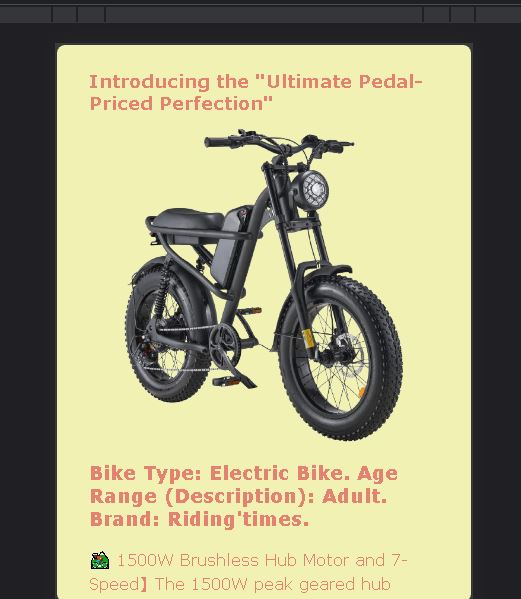 Introducing the "Ultimate Pedal-
Priced Perfection"
Bike Type: Electric Bike. Age
Range (Description): Adult.
Brand: Riding'times.
1500W Brushless Hub Motor and 7-
Speed】The 1500W peak geared hub